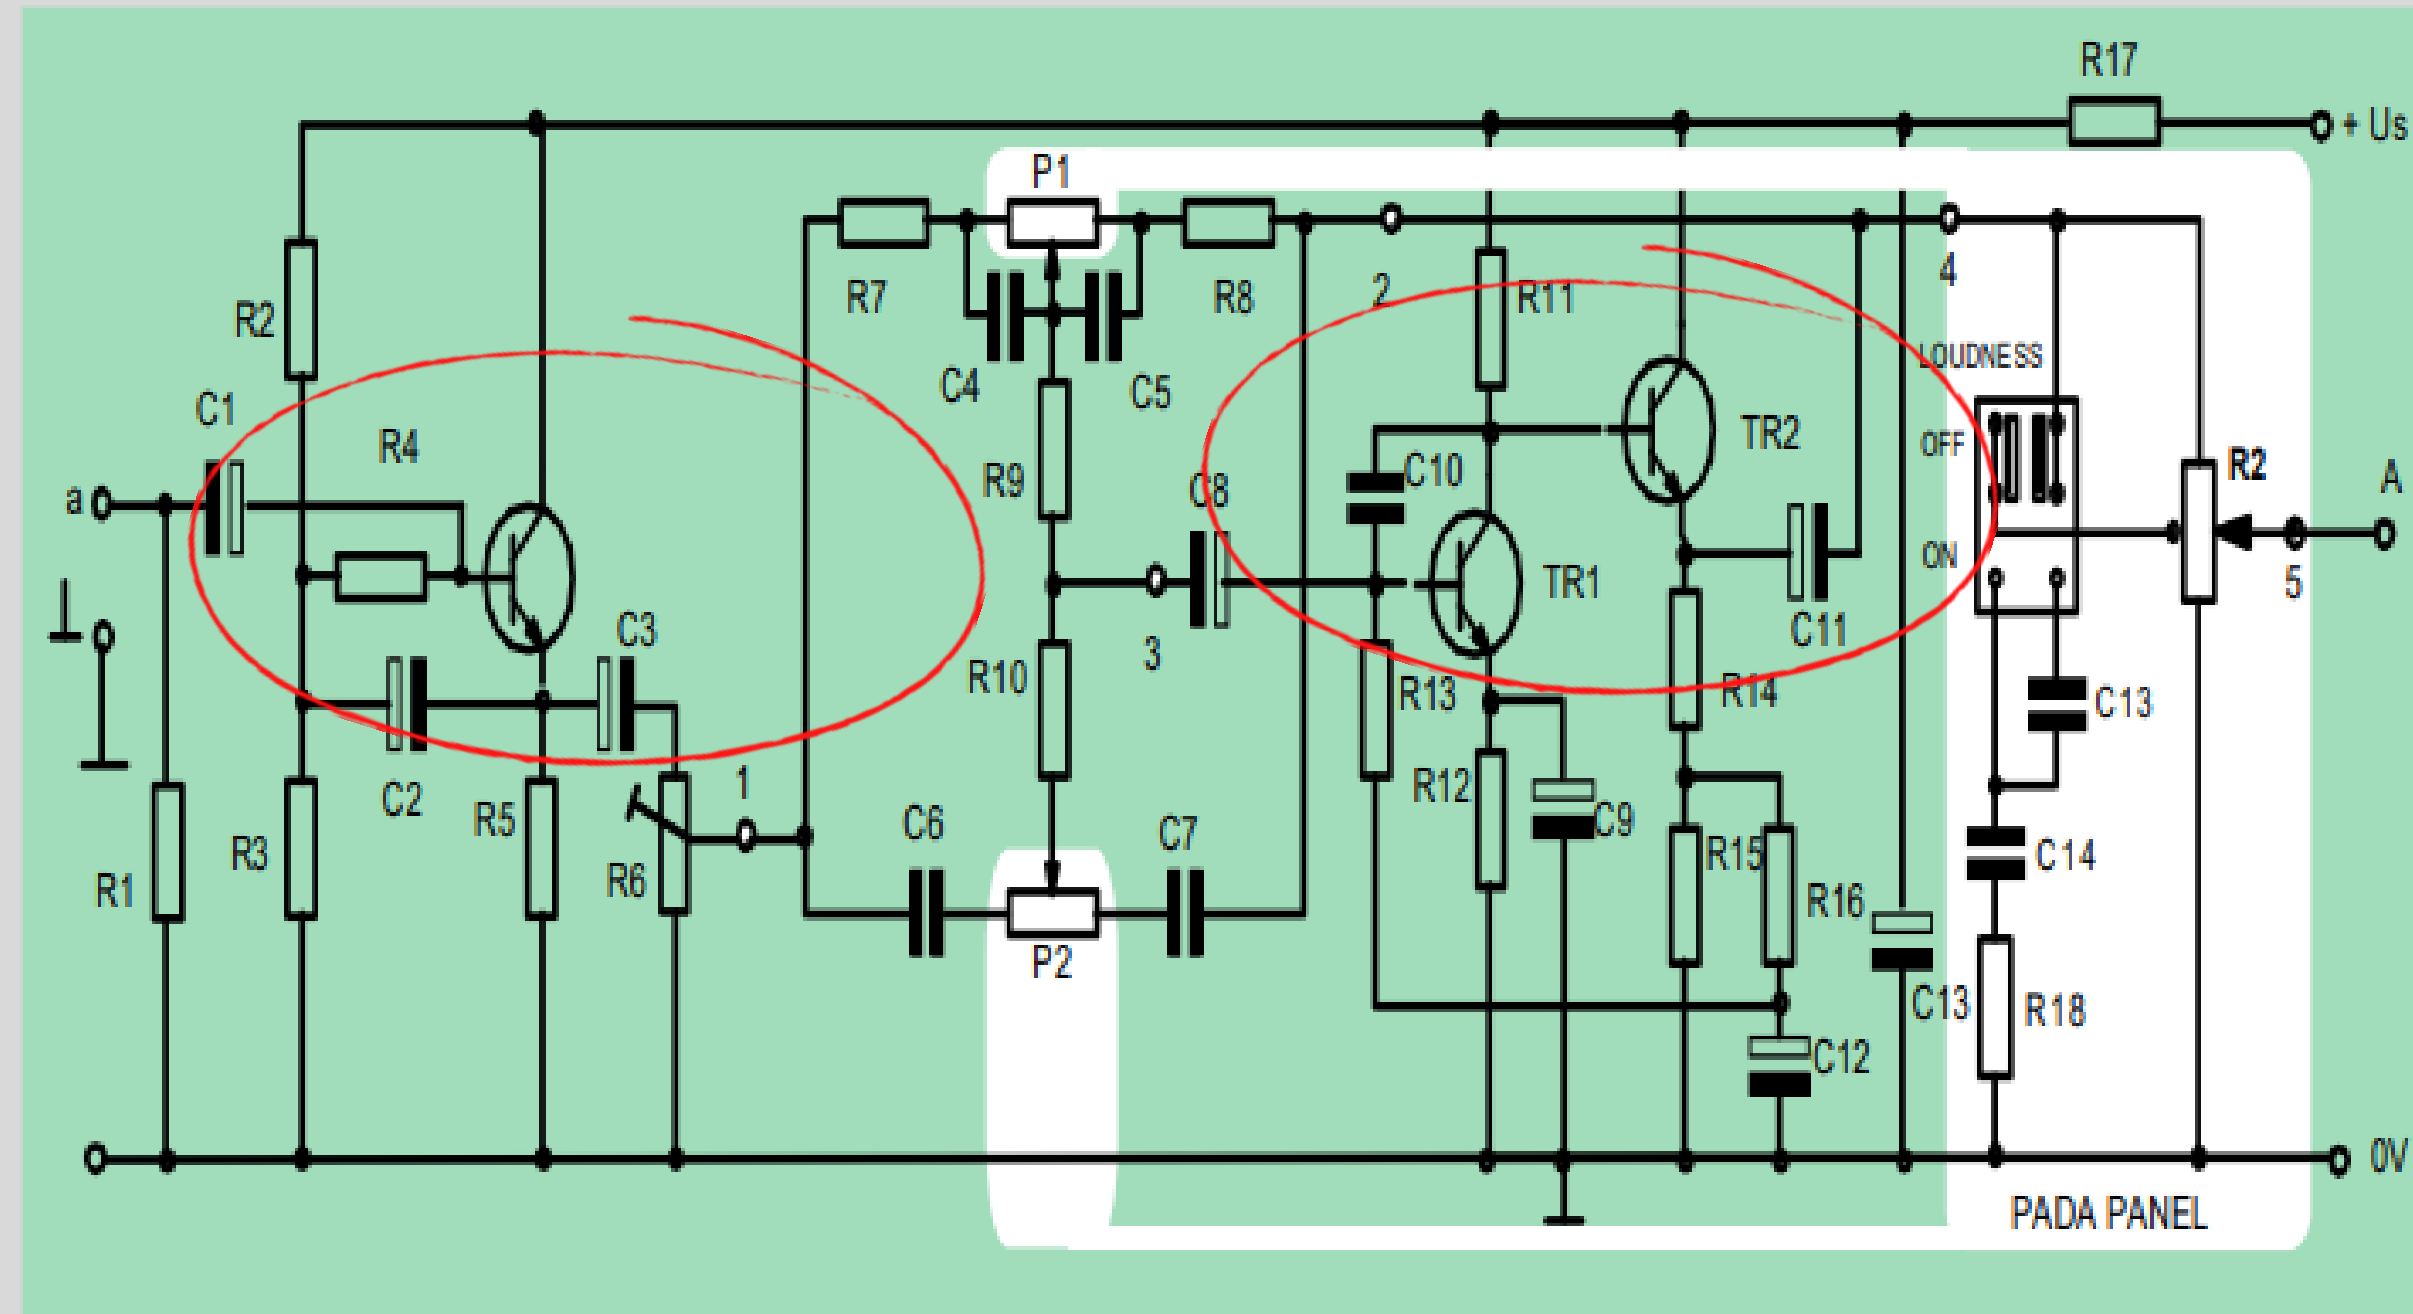 R17
+ Us
P1
R7
R8
2
R11
4
R2
LOUDNESS
C4
C5
C1
R4
TR2
OFF
R2
A
R9
C8
C10
a
ON
TR1
5
C3
C11
3
R10
R13
R14
C13
1
C2
R5
R12
C9
C6
C7
R3
R6
R15
C14
R1
R16
P2
C13
R18
C12
0V
PADA PANEL